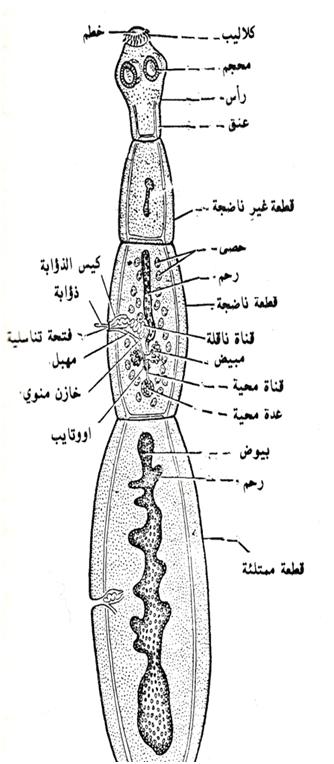 خطم
كلاليب
محجم
رأس
عنق
قطعة غير ناضجة
حصى
رحم
كيس الذؤابة
ذؤابة
قطعة ناضجة
فتحة تناسلية
قناة ناقلة
مهبل
مبيض
خازن منوي
قناة محية
غدة محية
اووتايب
بيوض
رحم
قطعة ممتلئة